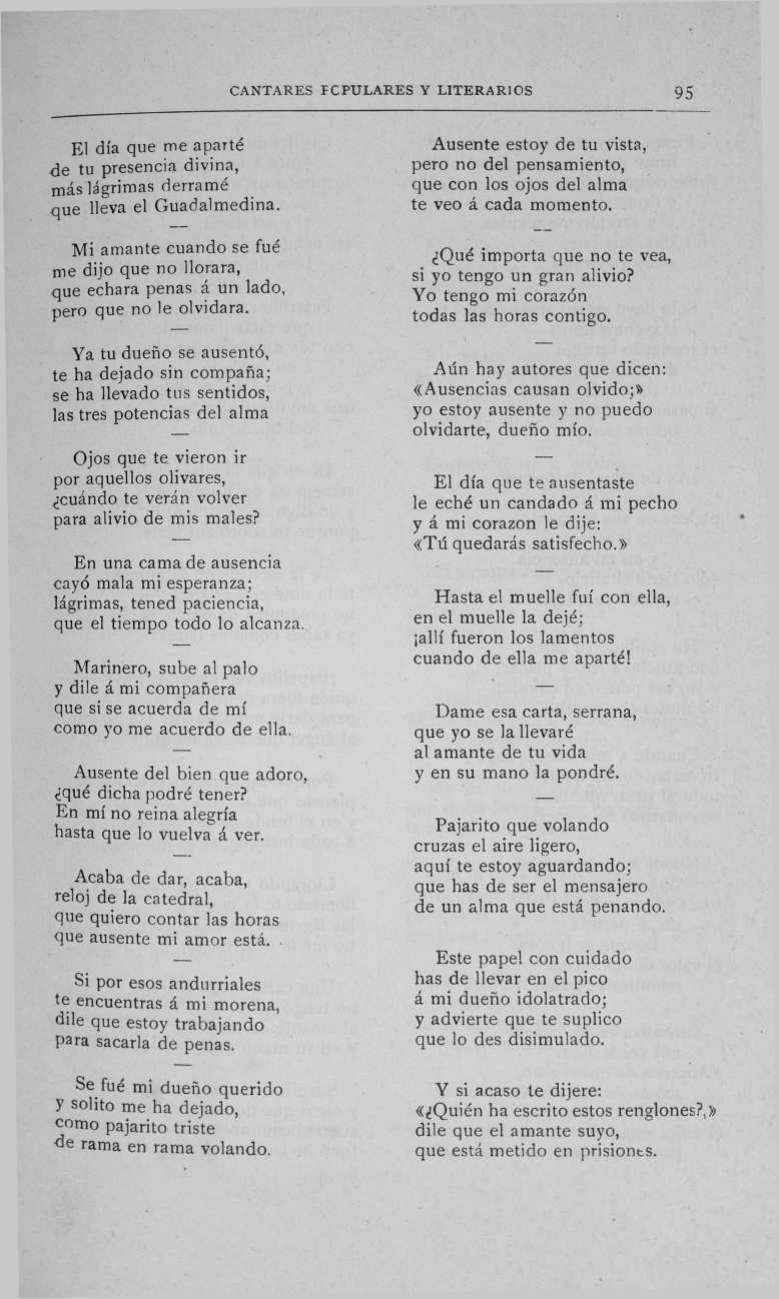 CANTARES PCPULARES Y LITERARIOS 95
El día que me aparté
de tu presencia divina,
más lágrimas derramé
que lleva el Guadalmedina.
—
Mi amante cuando se fué
me dijo que no llorara,
que echara penas á un lado,
pero que no le olvidara.
—
Ya tu dueño se ausentó,
te ha dejado sin compaña;
se ha llevado tus sentidos,
las tres potencias del alma
—
Ojos que te vieron ir
por aquellos olivares,
¿cuándo te verán volver
para alivio de mis males?
—
En una cama de ausencia
cayó mala mi esperanza;
lágrimas, tened paciencia,
que el tiempo todo lo alcanza.
—
Marinero, sube al palo
y dile á mi compañera
que si se acuerda de mí
como yo me acuerdo de ella.
—
Ausente del bien que adoro,
¿qué dicha podré tener?
En mí no reina alegría
hasta que lo vuelva á ver.
—
Acaba de dar, acaba,
reloj de la catedral,
que quiero contar las horas
que ausente mi amor está.
—
Si por esos andurriales
te encuentras á mi morena,
dile que estoy trabajando
para sacarla de penas.
—
Se fué mi dueño querido
y solito me ha dejado,
como pajarito triste
de rama en rama volando.
Ausente estoy de tu vista,
pero no del pensamiento,
que con los ojos del alma
te veo á cada momento.
—
¿Qué importa que no te vea,
si yo tengo un gran alivio?
Yo tengo mi corazón
todas las horas contigo.
—
Aún hay autores que dicen:
«Ausencias causan olvido;»
yo estoy ausente y no puedo
olvidarte, dueño mío.
—
El día que te ausentaste
le eché un candado á mi pecho
y á mi corazon le dije:
«Tú quedarás satisfecho.»
—
Hasta el muelle fuí con ella,
en el muelle la dejé;
¡allí fueron los lamentos
cuando de ella me aparté!
—
Dame esa carta, serrana,
que yo se la llevaré
al amante de tu vida
y en su mano la pondré.
—
Pajarito que volando
cruzas el aire ligero,
aquí te estoy aguardando;
que has de ser el mensajero
de un alma que está penando.
Este papel con cuidado
has de llevar en el pico
á mi dueño idolatrado;
y advierte que te suplico
que lo des disimulado.
Y si acaso te dijere:
«¿Quién ha escrito estos renglones?,»
dile que el amante suyo,
que está metido en prisiones.